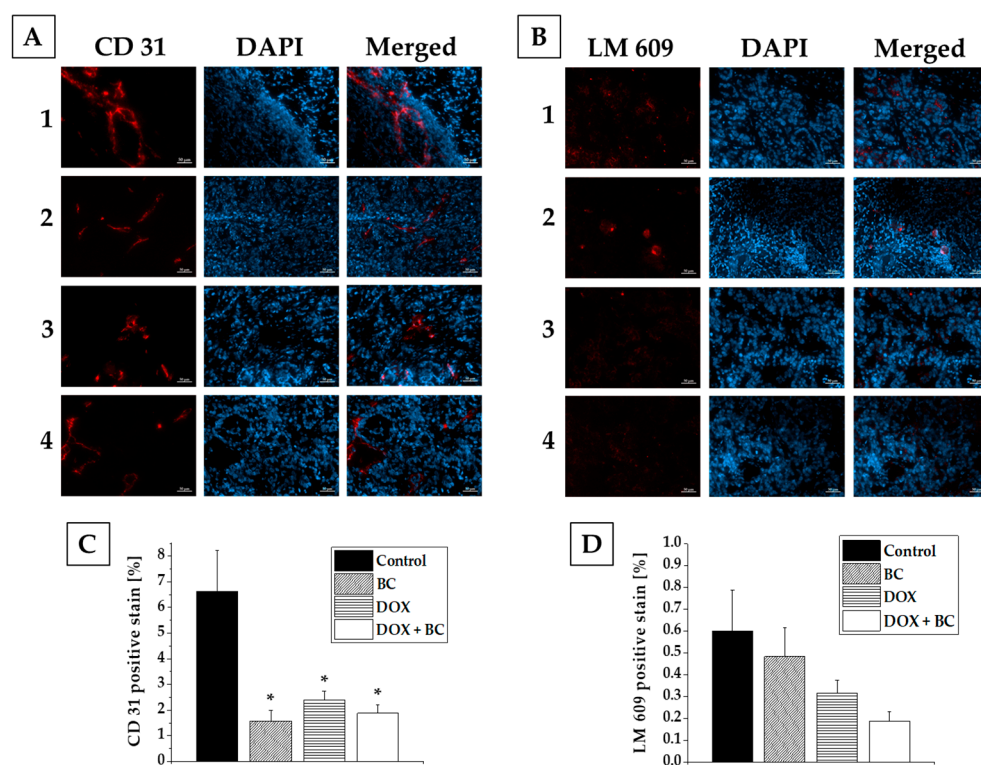 A
CD 31 DAPI Merged
1
2
3
4
B
LM 609 DAPI Merged
1
2
3
4
C
CD 31 positive stain [%]
8
7
6
5
4
3
2
1
0
Control
BC
DOX
DOX + BC
* * *
D
LM 609 positive stain [%]
1.0
0.9
0.8
0.7
0.6
0.5
0.4
0.3
0.2
0.1
0.0
Control
BC
DOX
DOX + BC